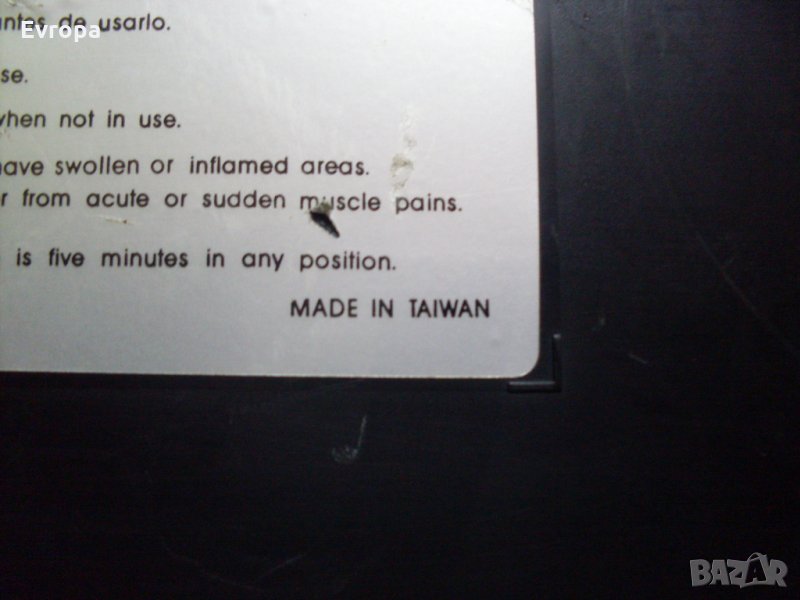 antes de usarlo.
Evropa
se.
when not in use.
have swollen or inflamed areas.
r from acute or sudden muscle pains.
is five minutes in any position.
MADE IN TAIWAN
BAZAR